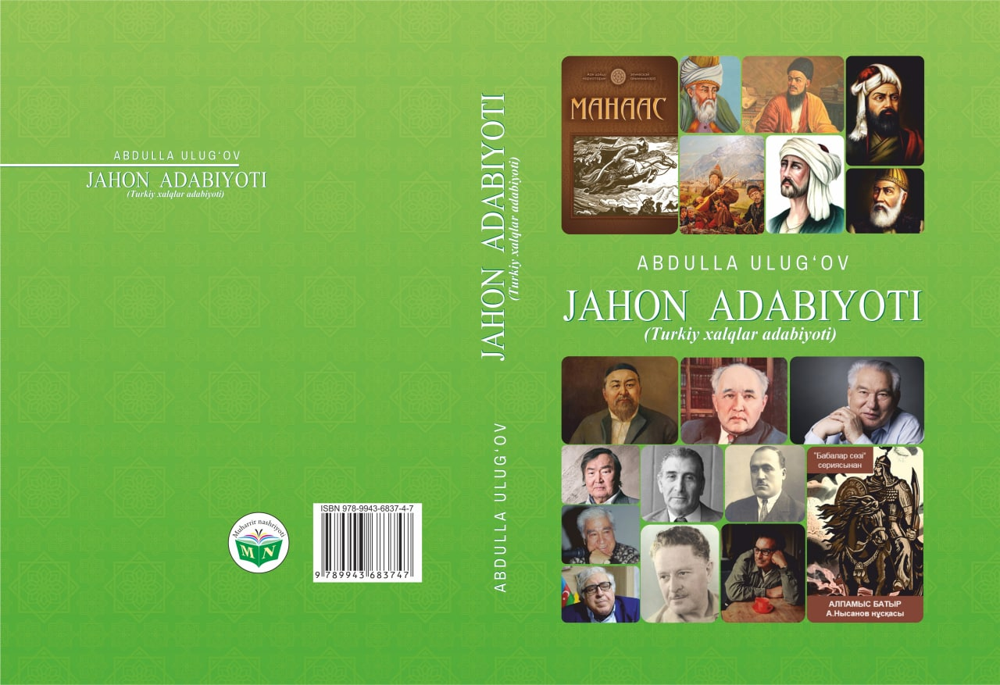 ABDULLA ULUG‘OV
JAHON ADABIYOTI
(Turkiy xalqlar adabiyoti)
Muharrir nashriyoti
M N
ISBN 978-9943-6837-4-7
9 789943 683747
JAHON ADABIYOTI
(Turkiy xalqlar adabiyoti)
ABDULLA ULUG‘OV
МАНААС
ABDULLA ULUG‘OV
JAHON ADABIYOTI
(Turkiy xalqlar adabiyoti)
"Бабалар сөзі"
сериясынан
АЛПАМЫС БАТЫР
А.Нысанов нұсқасы